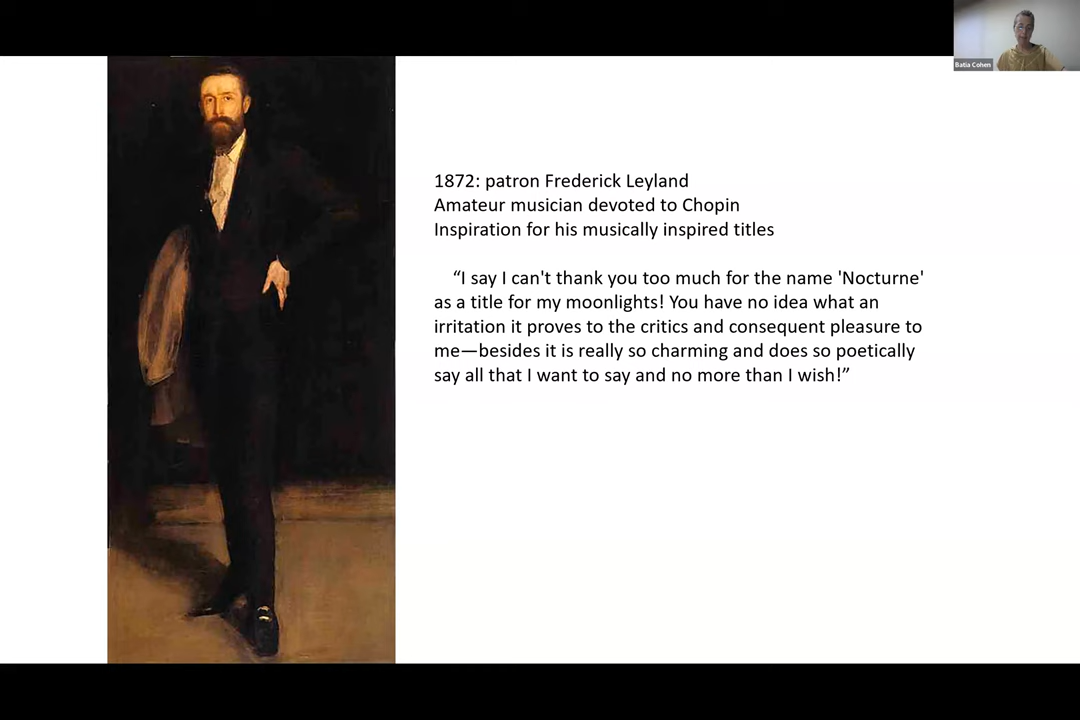 Batia Cohen
1872: patron Frederick Leyland
Amateur musician devoted to Chopin
Inspiration for his musically inspired titles
“I say I can't thank you too much for the name 'Nocturne'
as a title for my moonlights! You have no idea what an
irritation it proves to the critics and consequent pleasure to
me—besides it is really so charming and does so poetically
say all that I want to say and no more than I wish!”